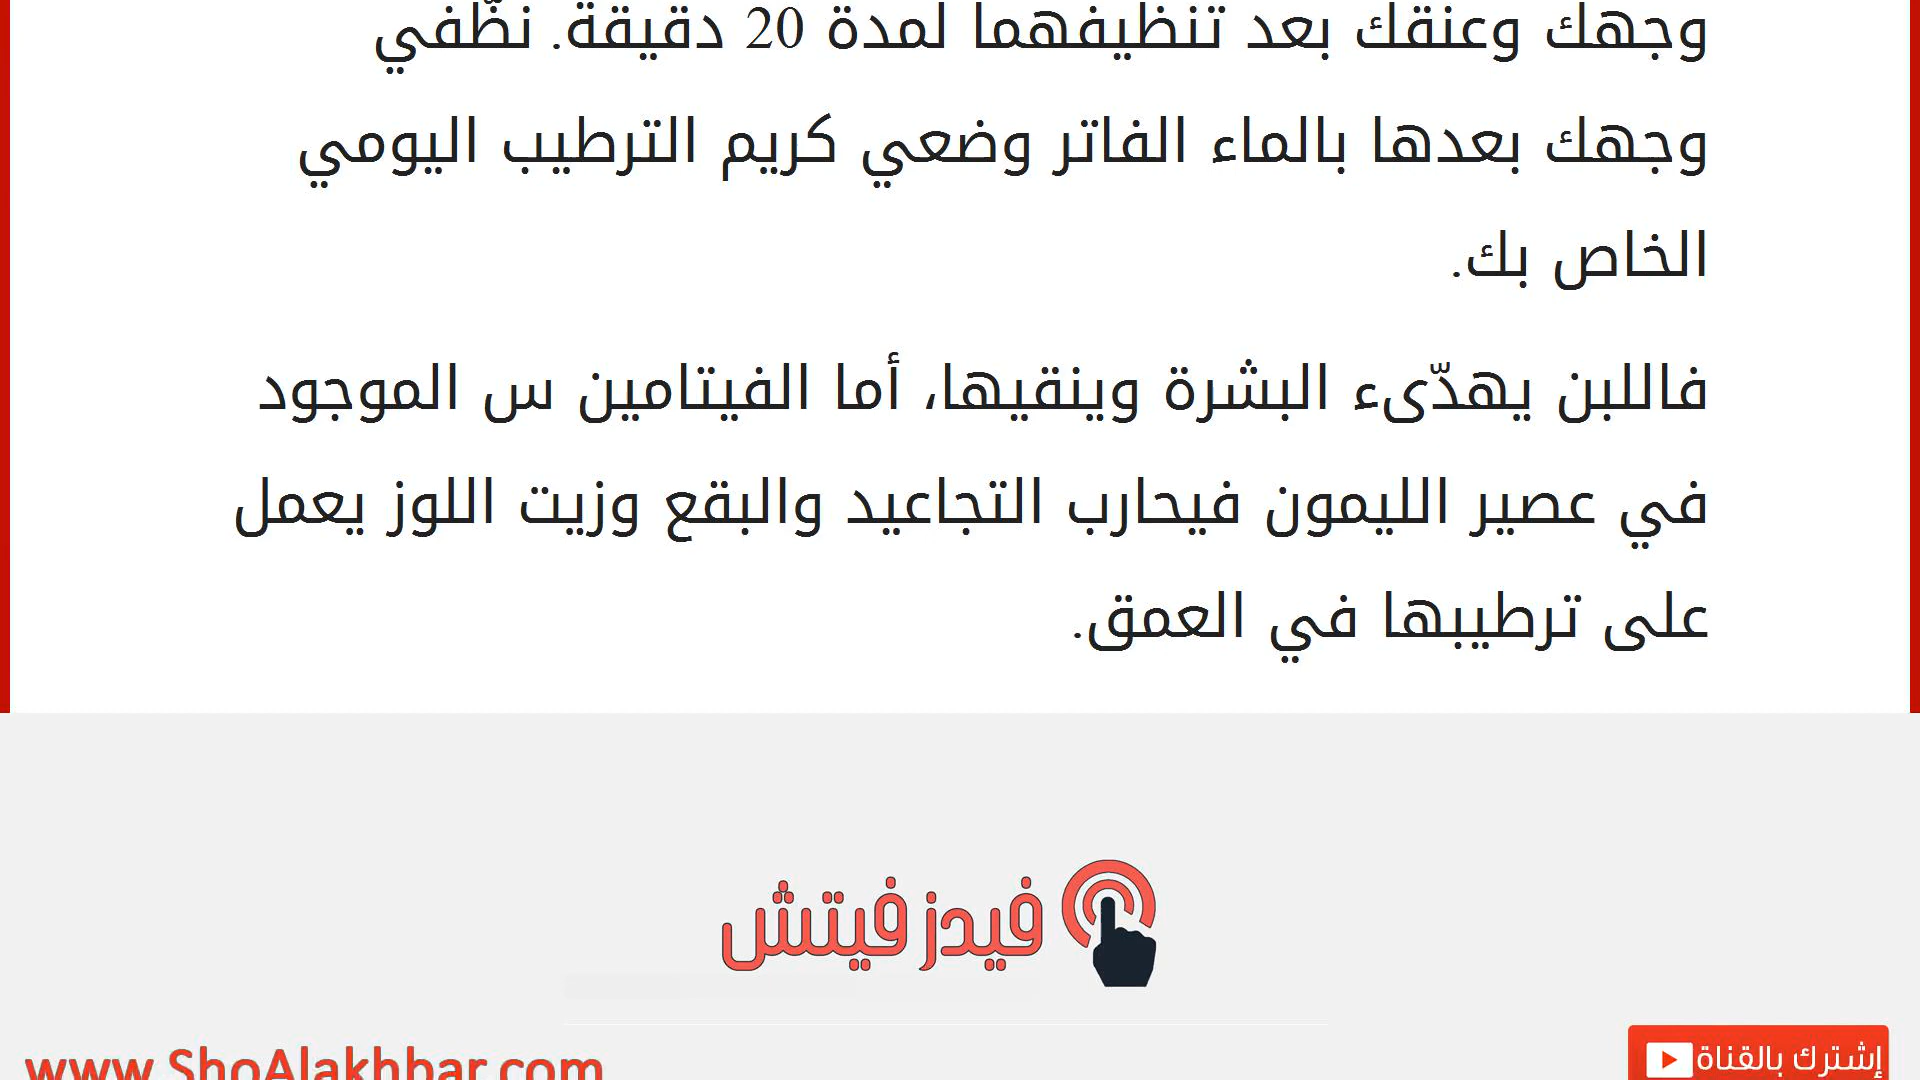 وجهك وعنقك بعد تنظيفهما لمدة 20 دقيقة. نظّفي
وجهك بعدها بالماء الفاتر وضعي كريم الترطيب اليومي
الخاص بك.
فاللبن يهدّىء البشرة وينقيها، أما الفيتامين س الموجود
في عصير الليمون فيحارب التجاعيد والبقع وزيت اللوز يعمل
على ترطيبها في العمق.
فيدز فيتش
www.ShoAlakhbar.com
إشترك بالقناة